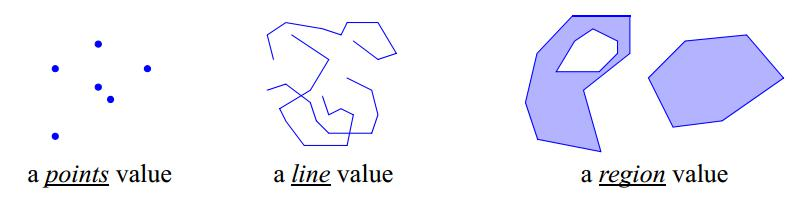 a points value
a line value
a region value